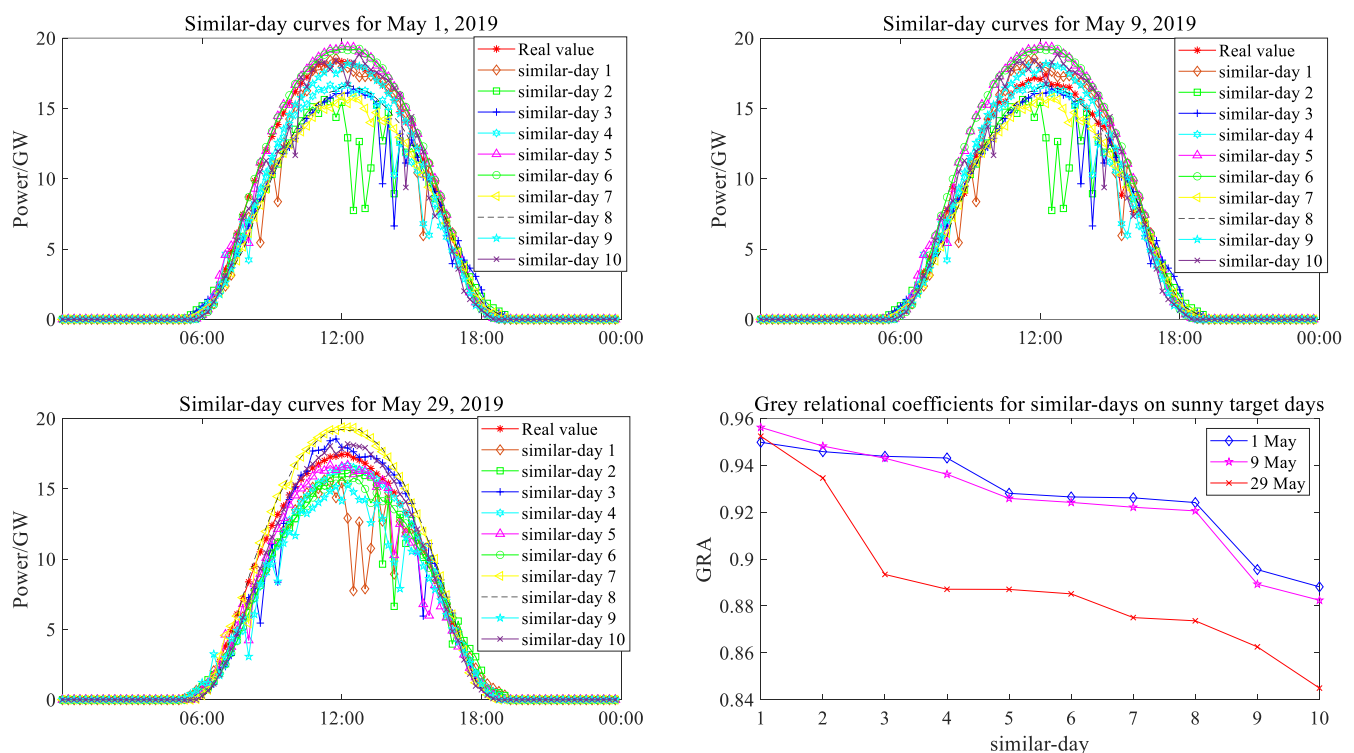 Similar-day curves for May 1, 2019
Power/GW
20
15
10
5
0
06:00
12:00
18:00
00:00
Real value
similar-day 1
similar-day 2
similar-day 3
similar-day 4
similar-day 5
similar-day 6
similar-day 7
similar-day 8
similar-day 9
similar-day 10
Similar-day curves for May 9, 2019
Power/GW
20
15
10
5
0
06:00
12:00
18:00
00:00
Real value
similar-day 1
similar-day 2
similar-day 3
similar-day 4
similar-day 5
similar-day 6
similar-day 7
similar-day 8
similar-day 9
similar-day 10
Similar-day curves for May 29, 2019
Power/GW
20
15
10
5
0
06:00
12:00
18:00
00:00
Real value
similar-day 1
similar-day 2
similar-day 3
similar-day 4
similar-day 5
similar-day 6
similar-day 7
similar-day 8
similar-day 9
similar-day 10
Grey relational coefficients for similar-days on sunny target days
GRA
0.96
0.94
0.92
0.9
0.88
0.86
0.84
1
2
3
4
5
6
7
8
9
10
similar-day
1 May
9 May
29 May